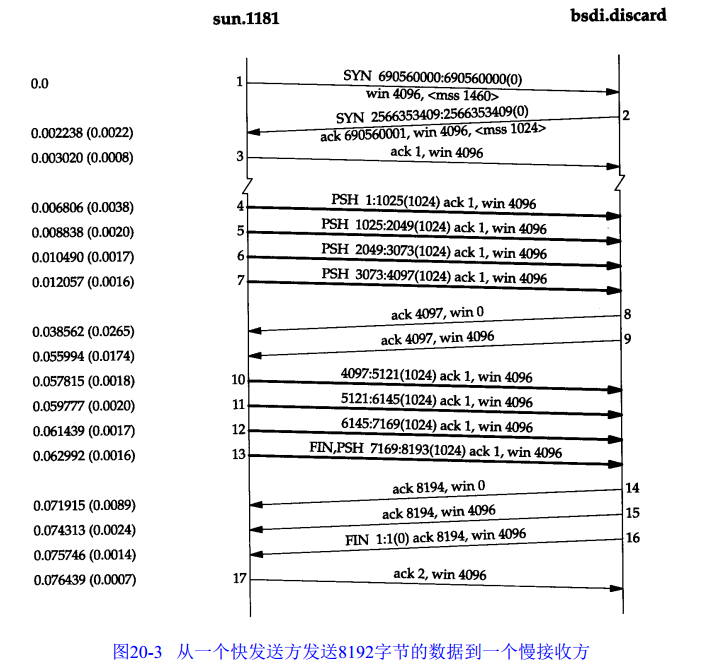 sun.1181
bsdi.discard
0.0
1
SYN 690560000:690560000(0)
win 4096, <mss 1460>
SYN 2566353409:2566353409(0)
2
0.002238 (0.0022)
ack 690560001, win 4096, <mss 1024>
0.003020 (0.0008)
3
ack 1, win 4096
0.006806 (0.0038)
4
PSH 1:1025(1024) ack 1, win 4096
0.008838 (0.0020)
5
PSH 1025:2049(1024) ack 1, win 4096
0.010490 (0.0017)
6
PSH 2049:3073(1024) ack 1, win 4096
0.012057 (0.0016)
7
PSH 3073:4097(1024) ack 1, win 4096
ack 4097, win 0
8
0.038562 (0.0265)
ack 4097, win 4096
9
0.055994 (0.0174)
0.057815 (0.0018)
10
4097:5121(1024) ack 1, win 4096
0.059777 (0.0020)
11
5121:6145(1024) ack 1, win 4096
0.061439 (0.0017)
12
6145:7169(1024) ack 1, win 4096
0.062992 (0.0016)
13
FIN,PSH 7169:8193(1024) ack 1, win 4096
ack 8194, win 0
14
0.071915 (0.0089)
ack 8194, win 4096
15
0.074313 (0.0024)
FIN 1:1(0) ack 8194, win 4096
16
0.075746 (0.0014)
0.076439 (0.0007)
17
ack 2, win 4096
图20-3 从一个快发送方发送8192字节的数据到一个慢接收方